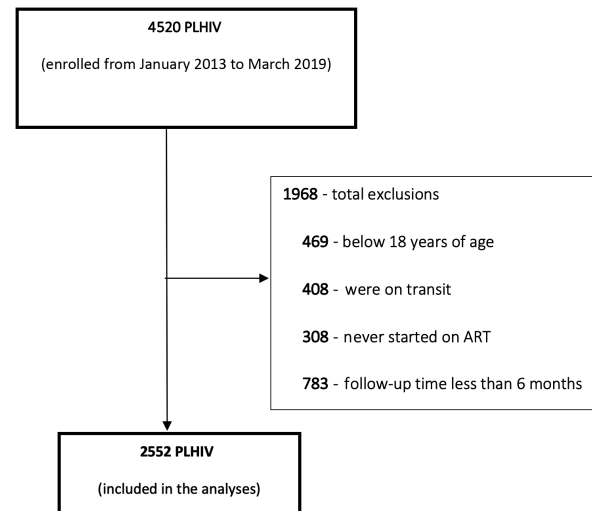 4520 PLHIV
(enrolled from January 2013 to March 2019)
1968 - total exclusions
469 - below 18 years of age
408 - were on transit
308 - never started on ART
783 - follow-up time less than 6 months
2552 PLHIV
(included in the analyses)